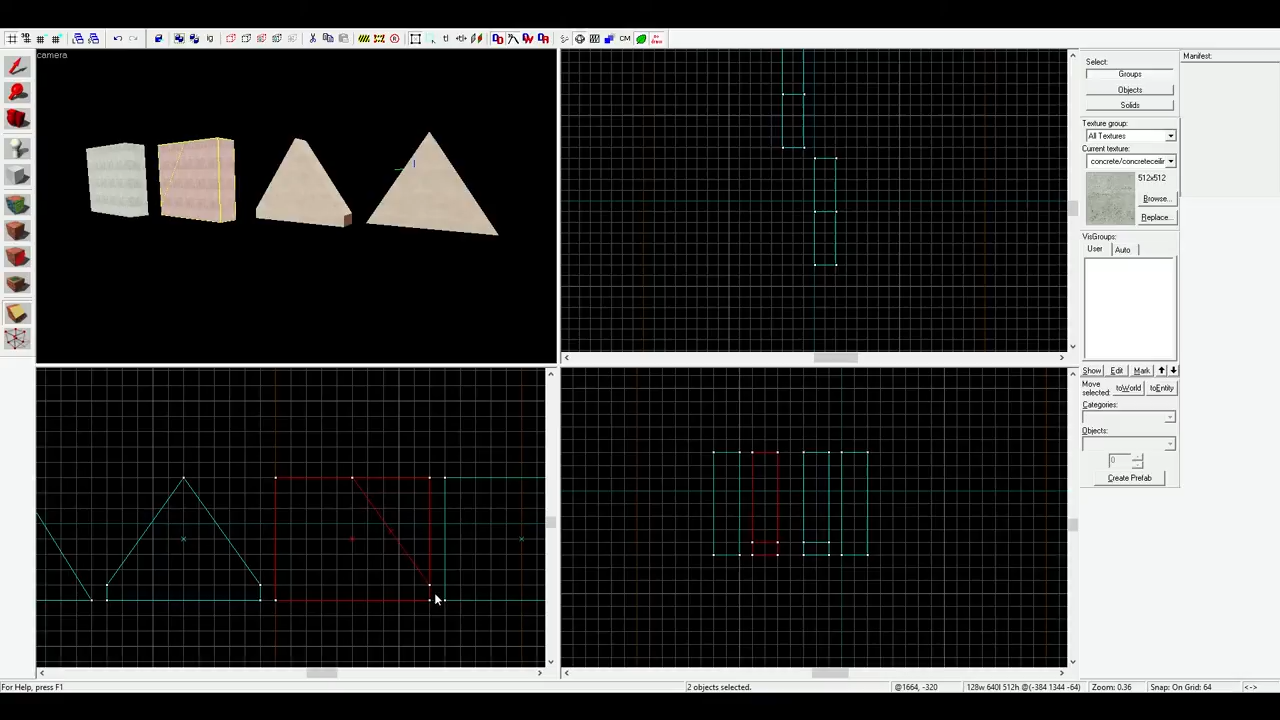 camera
Select:
Groups
Objects
Solids
Texture group:
All Textures
Current texture:
concrete/concreteceilir
512x512
Browse...
Replace...
VisGroups:
User
Auto
Show
Edit
Mark
Move selected:
toWorld
toEntity
Categories:
Objects:
0
Create Prefab
Manifest:
For Help, press F1
2 objects selected.
@1664, -320
128w 640l 512h @(-384 1344 -64)
Zoom: 0.36
Snap: On Grid: 64
<->